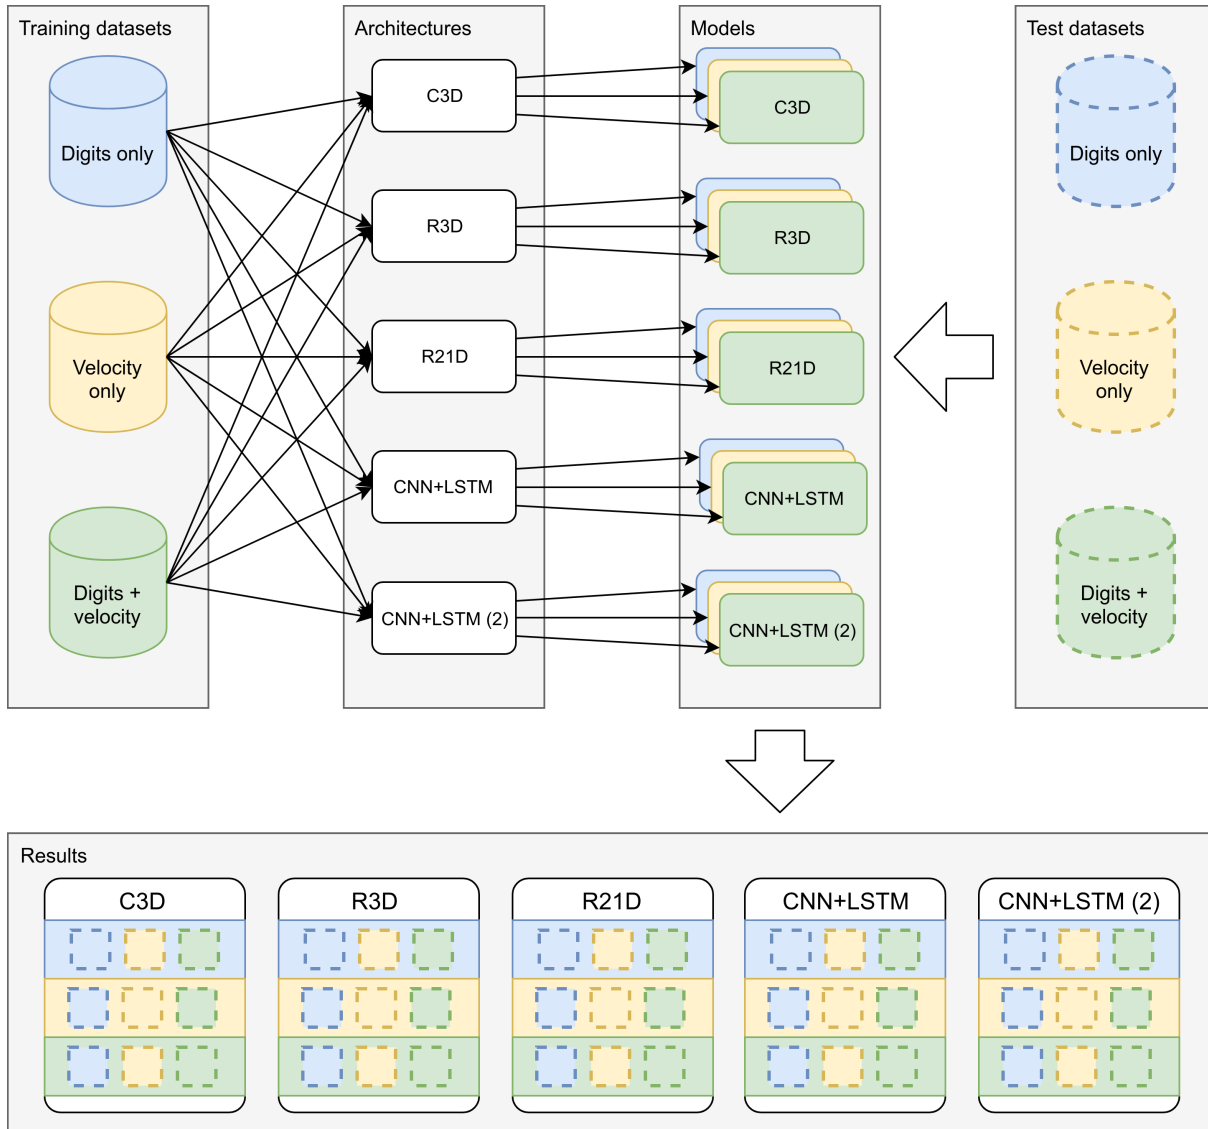 Training datasets
Digits only
Velocity
only
Digits +
velocity
Architectures
C3D
R3D
R21D
CNN+LSTM
CNN+LSTM (2)
Models
C3D
R3D
R21D
CNN+LSTM
CNN+LSTM (2)
Test datasets
Digits only
Velocity
only
Digits +
velocity
Results
C3D
R3D
R21D
CNN+LSTM
CNN+LSTM (2)